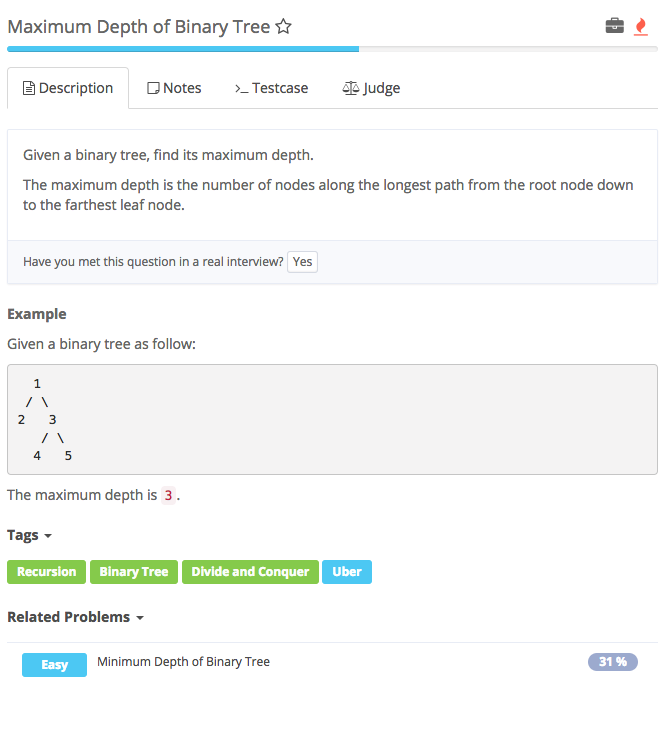 Maximum Depth of Binary Tree
Description Notes >_ Testcase Judge
Given a binary tree, find its maximum depth.
The maximum depth is the number of nodes along the longest path from the root node down
to the farthest leaf node.
Have you met this question in a real interview? Yes
Example
Given a binary tree as follow:
1
/ \
2 3
/ \
4 5
The maximum depth is 3 .
Tags
Recursion Binary Tree Divide and Conquer Uber
Related Problems
Easy Minimum Depth of Binary Tree 31 %